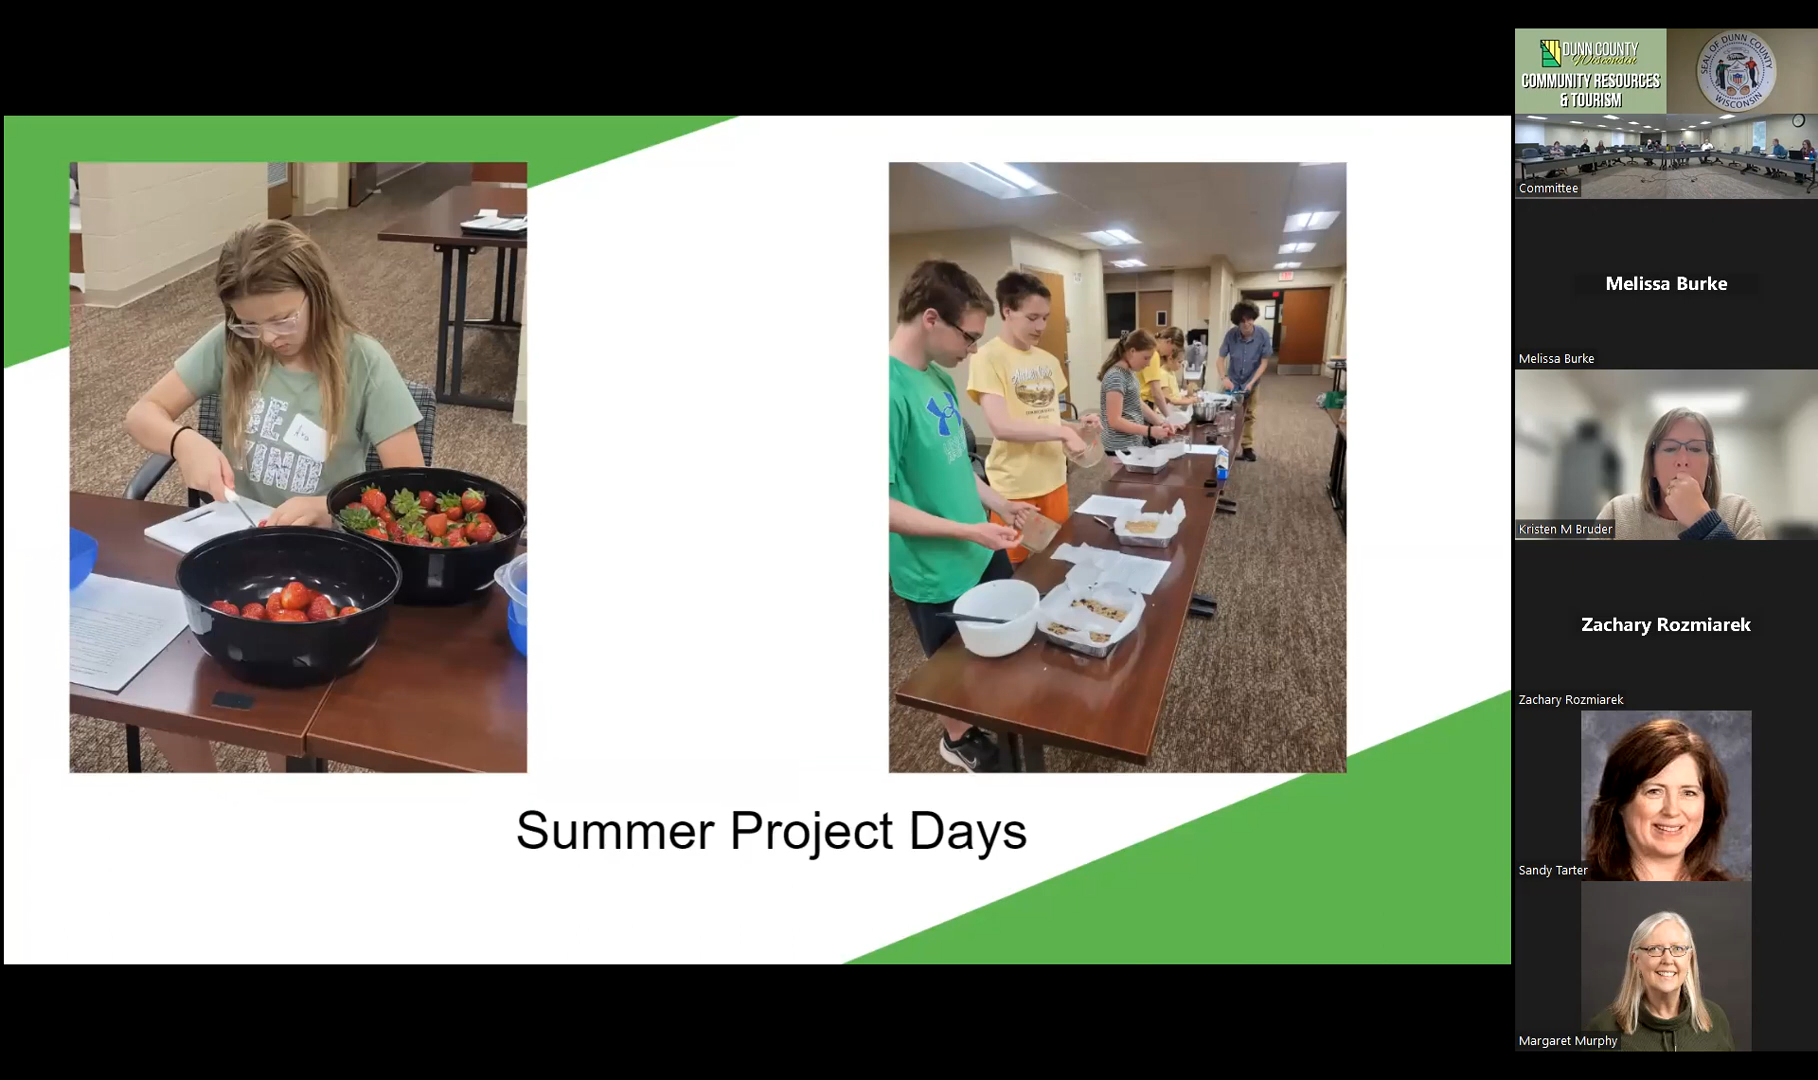 BE
KIND
Summer Project Days
DUNN COUNTY
Wisconsin
COMMUNITY RESOURCES
& TOURISM
SEAL OF DUNN COUNTY
WISCONSIN
Committee
Melissa Burke
Melissa Burke
Kristen M Bruder
Zachary Rozmiarek
Zachary Rozmiarek
Sandy Tarter
Margaret Murphy